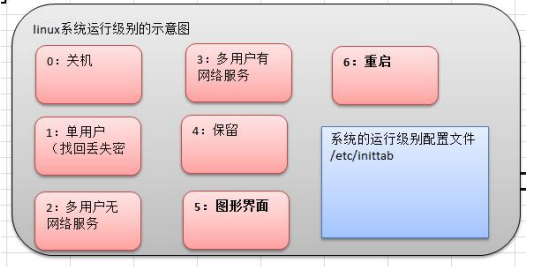 linux系统运行级别的示意图
0：关机
3：多用户有
网络服务
6：重启
1：单用户
（找回丢失密
4：保留
系统的运行级别配置文件
/etc/inittab
2：多用户无
网络服务
5：图形界面